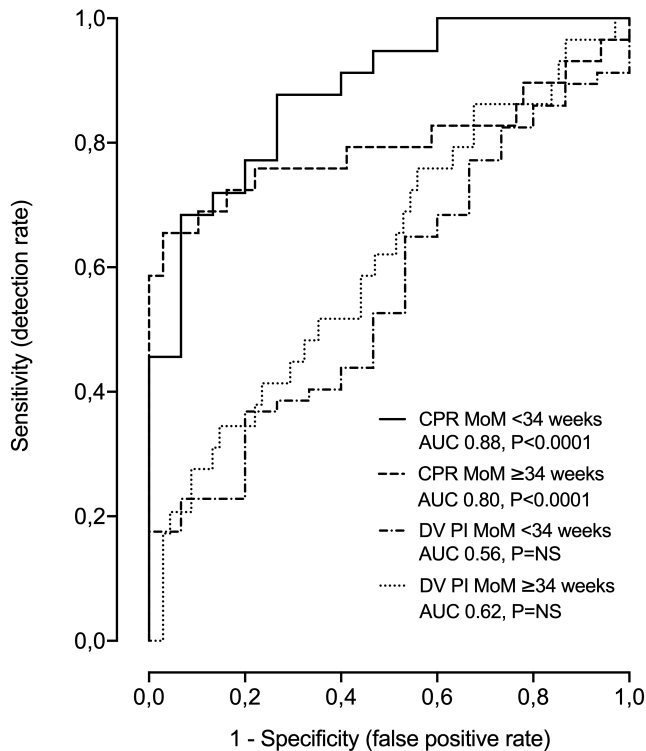 1,0
0,8
0,6
0,4
0,2
0,0
Sensitivity (detection rate)
CPR MoM <34 weeks
AUC 0.88, P<0.0001
CPR MoM ≥34 weeks
AUC 0.80, P<0.0001
DV PI MoM <34 weeks
AUC 0.56, P=NS
DV PI MoM ≥34 weeks
AUC 0.62, P=NS
0,0 0,2 0,4 0,6 0,8 1,0
1 - Specificity (false positive rate)